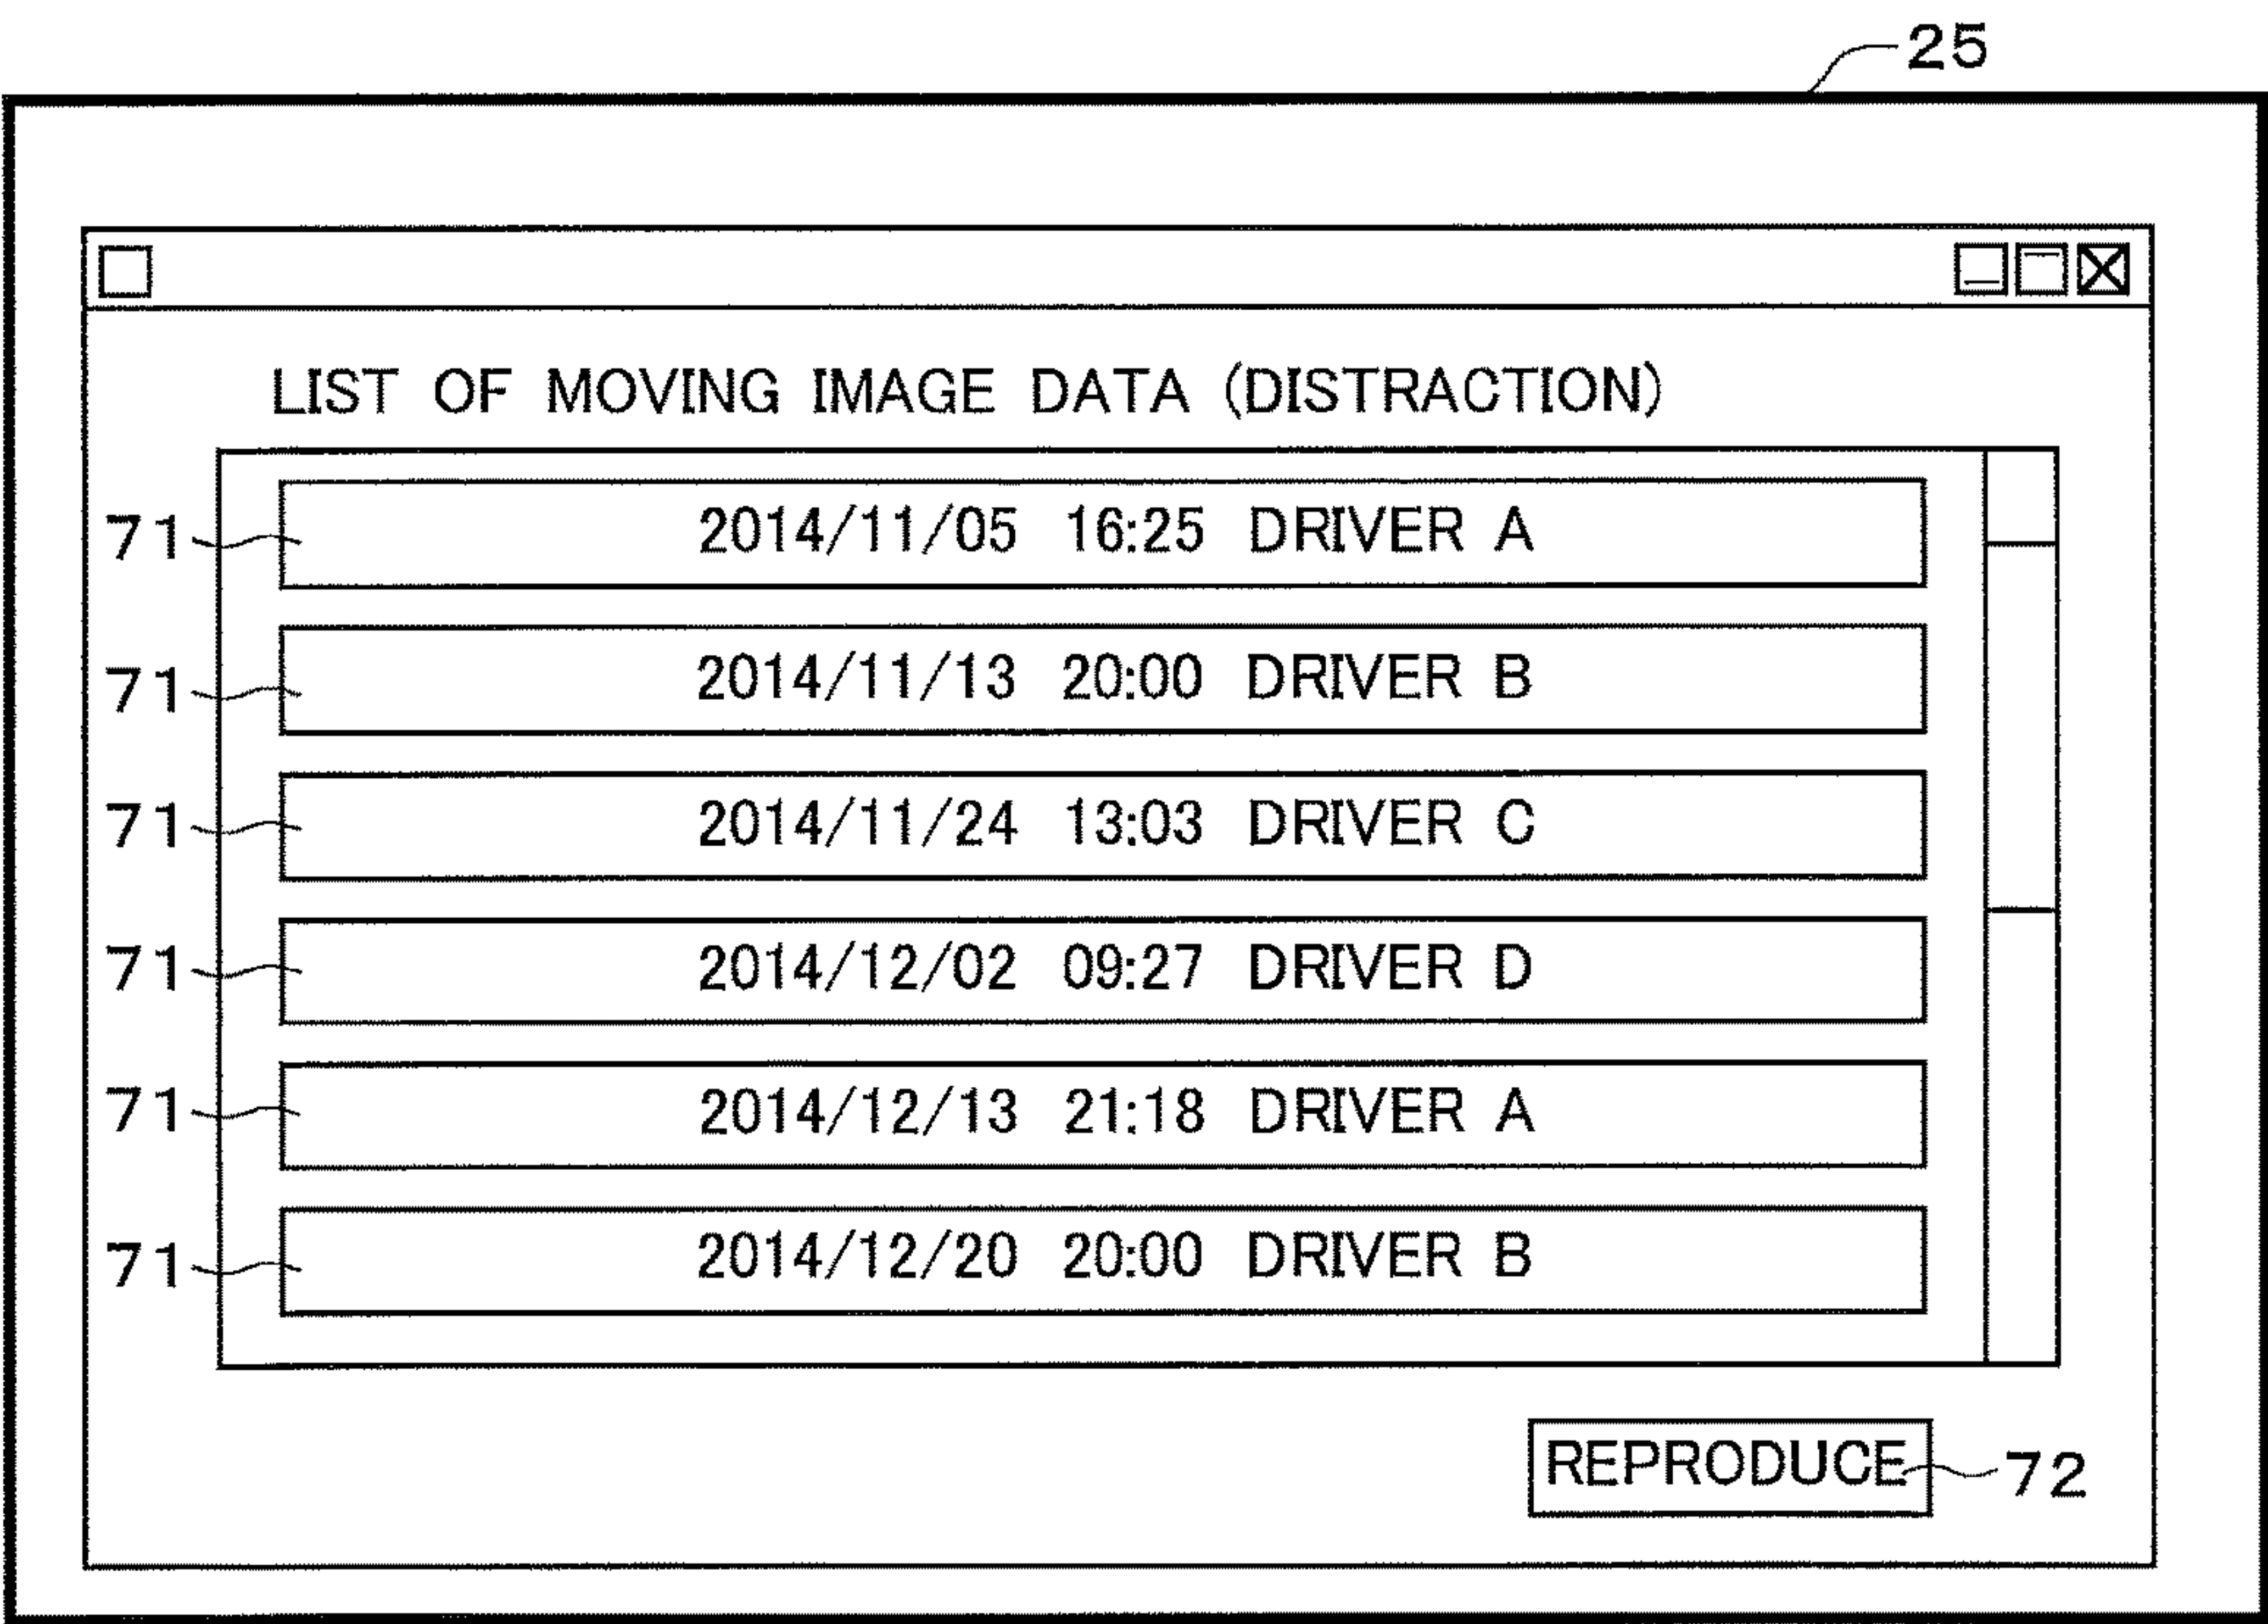 25
LIST OF MOVING IMAGE DATA (DISTRACTION)
71 2014/11/05 16:25 DRIVER A
71 2014/11/13 20:00 DRIVER B
71 2014/11/24 13:03 DRIVER C
71 2014/12/02 09:27 DRIVER D
71 2014/12/13 21:18 DRIVER A
71 2014/12/20 20:00 DRIVER B
REPRODUCE 72